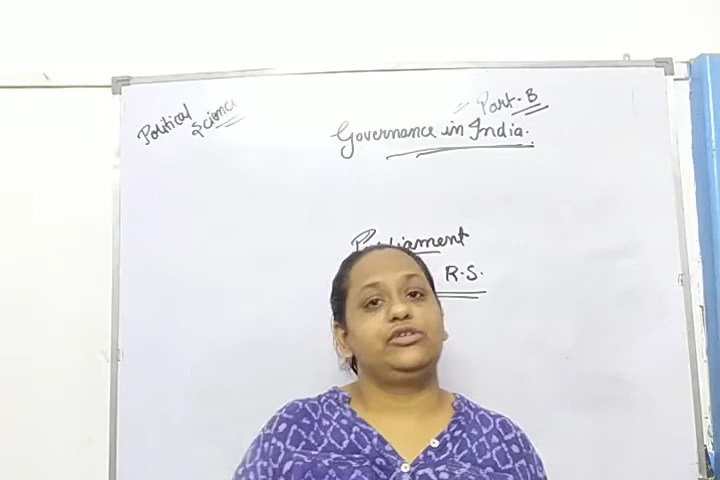 Political
Science
Part-B
Governance in India.
Parliament
R.S.